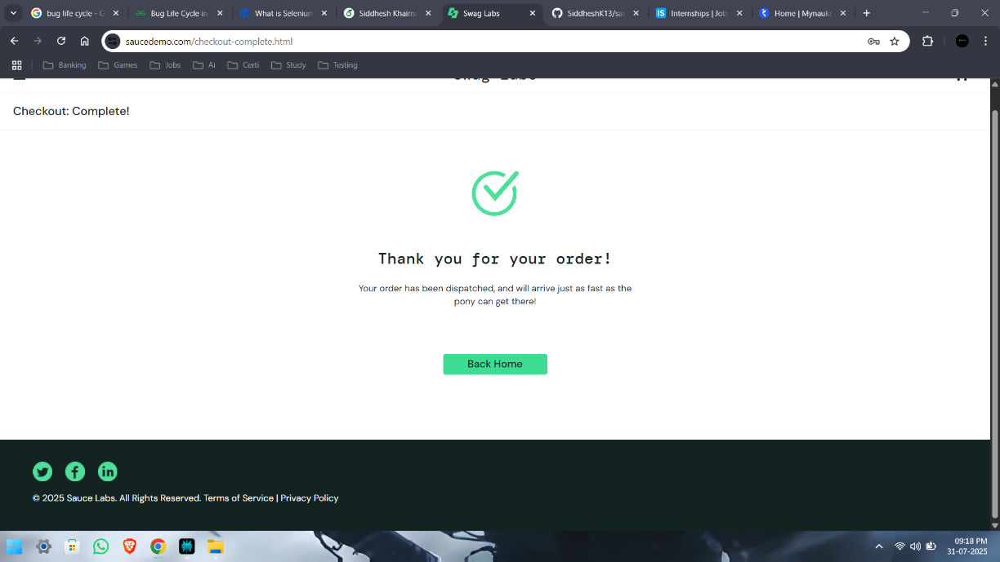 bug life cycle - G
Bug Life Cycle in
What is Selenium
Siddhesh Khairn
Swag Labs
SiddheshK13/sa
Internships | Job
Home | Mynauk
saucedemo.com/checkout-complete.html
Banking
Games
Jobs
Ai
Certi
Study
Testing
Swag Labs
Checkout: Complete!
Thank you for your order!
Your order has been dispatched, and will arrive just as fast as the
pony can get there!
Back Home
© 2025 Sauce Labs. All Rights Reserved. Terms of Service | Privacy Policy
09:18 PM
31-07-2025